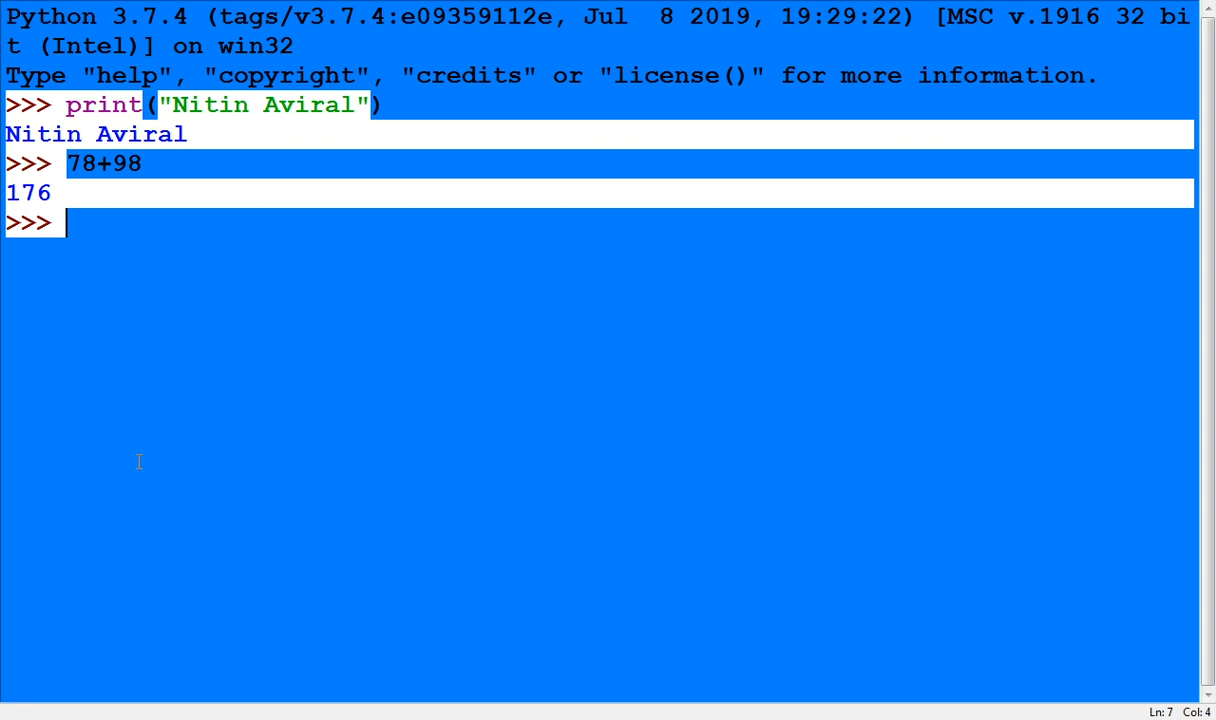 Python 3.7.4 (tags/v3.7.4:e09359112e, Jul  8 2019, 19:29:22) [MSC v.1916 32 bi
t (Intel)] on win32
Type "help", "copyright", "credits" or "license()" for more information.
>>> print("Nitin Aviral")
Nitin Aviral
>>> 78+98
176
>>>
Ln: 7 Col: 4